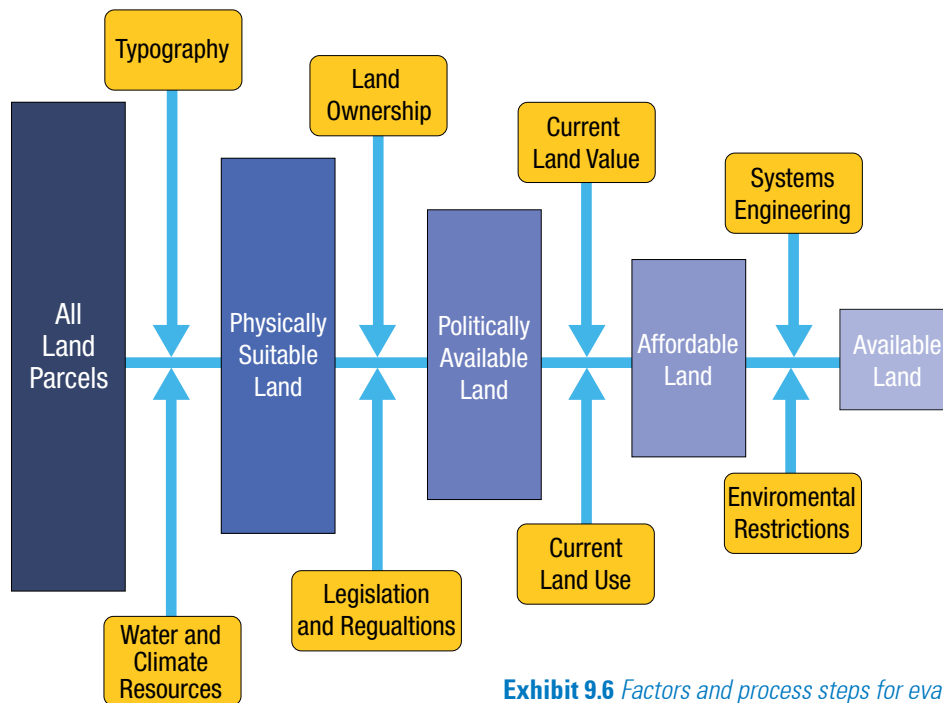 Typography
Land
Ownership
Current
Land Value
Systems
Engineering
All
Land
Parcels
Physically
Suitable
Land
Politically
Available
Land
Affordable
Land
Available
Land
Water and
Climate
Resources
Legislation
and Regualtions
Current
Land Use
Enviromental
Restrictions
Exhibit 9.6 Factors and process steps for eva